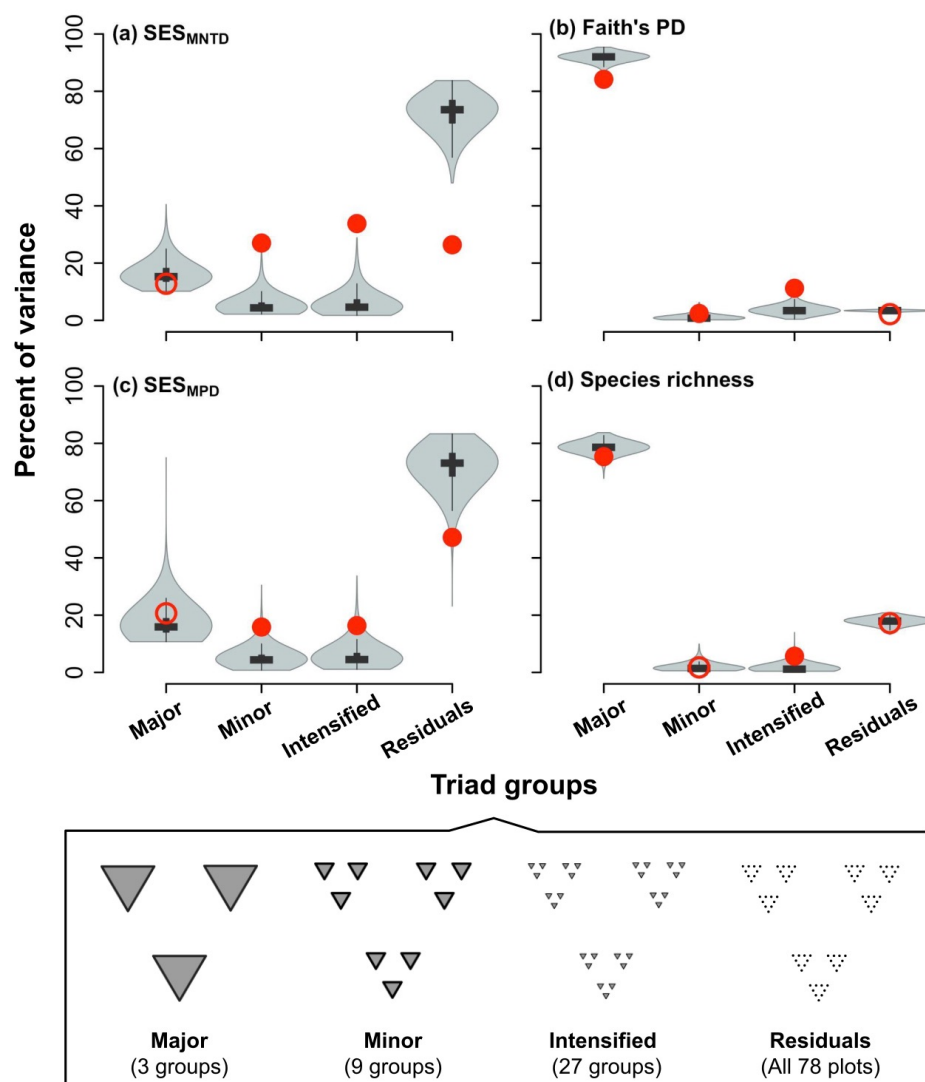 (a) SESMNTD
(b) Faith's PD
100
80
60
40
20
0
Percent of variance
(c) SESMPD
(d) Species richness
100
80
60
40
20
0
Major
Minor
Intensified
Residuals
Major
Minor
Intensified
Residuals
Triad groups
Major
(3 groups)
Minor
(9 groups)
Intensified
(27 groups)
Residuals
(All 78 plots)